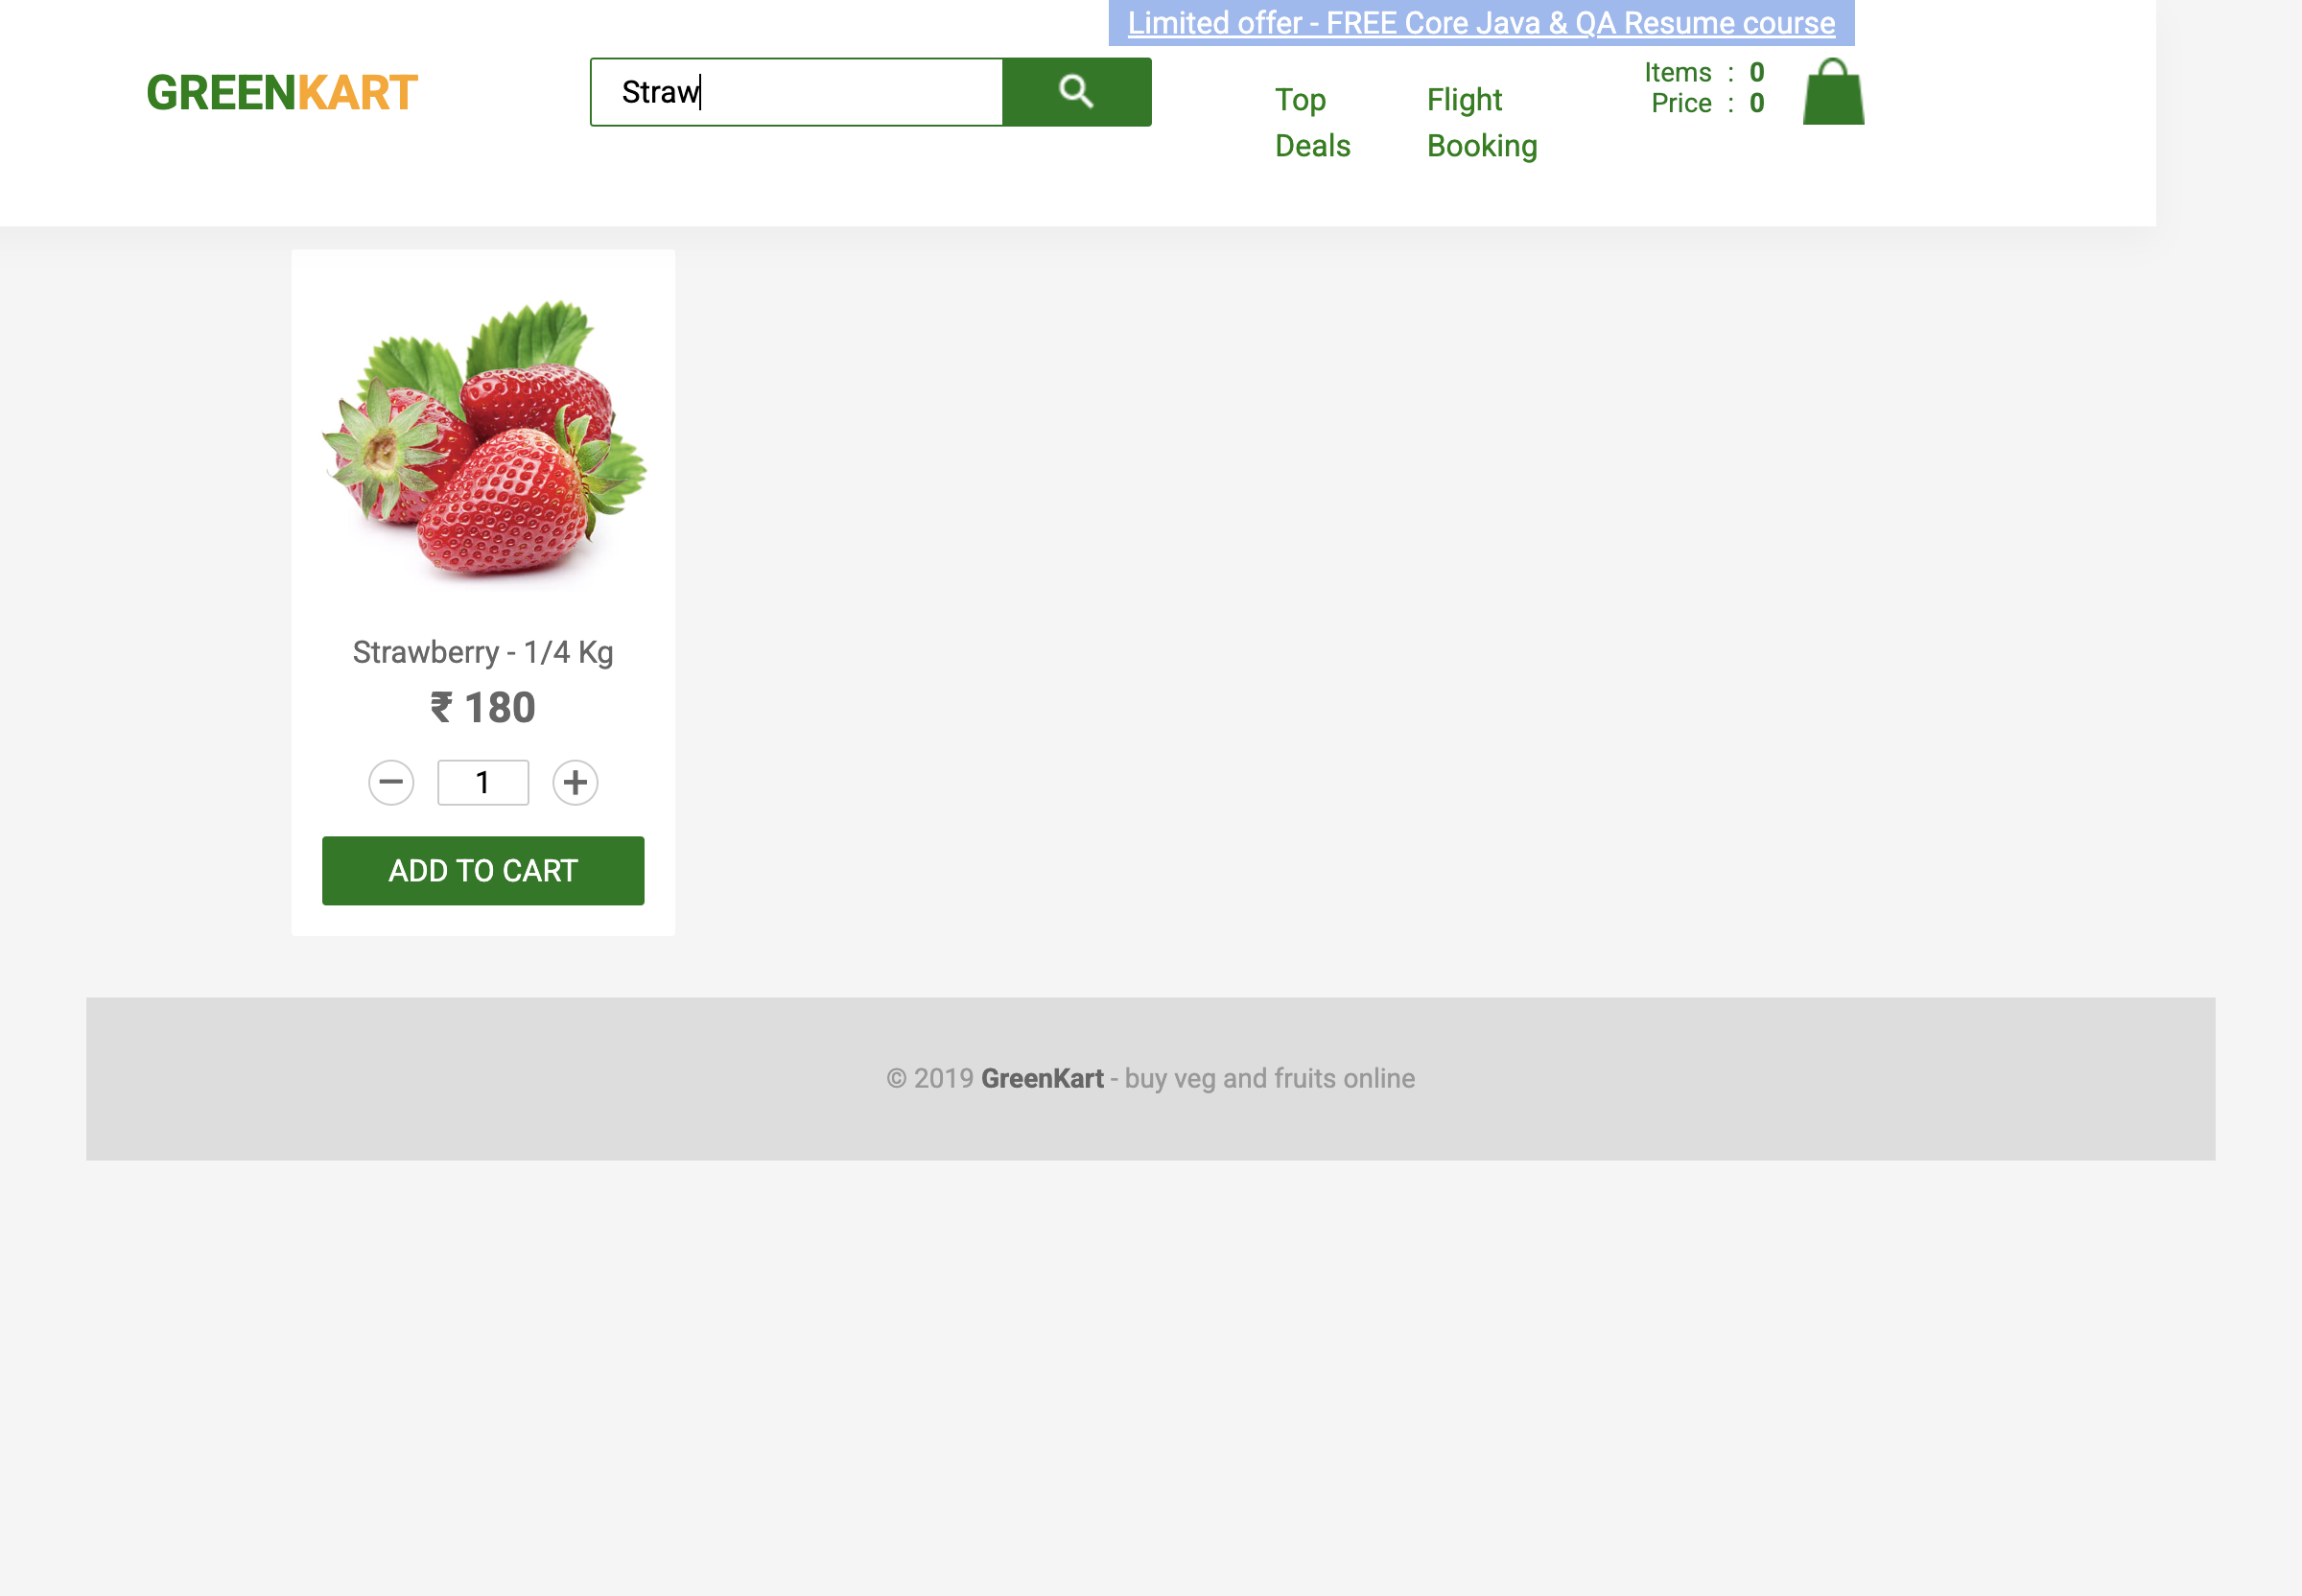 Limited offer - FREE Core Java & QA Resume course
GREENKART
Straw
Top
Deals
Flight
Booking
Items : 0
Price : 0
Strawberry - 1/4 Kg
₹ 180
1
ADD TO CART
© 2019 GreenKart - buy veg and fruits online